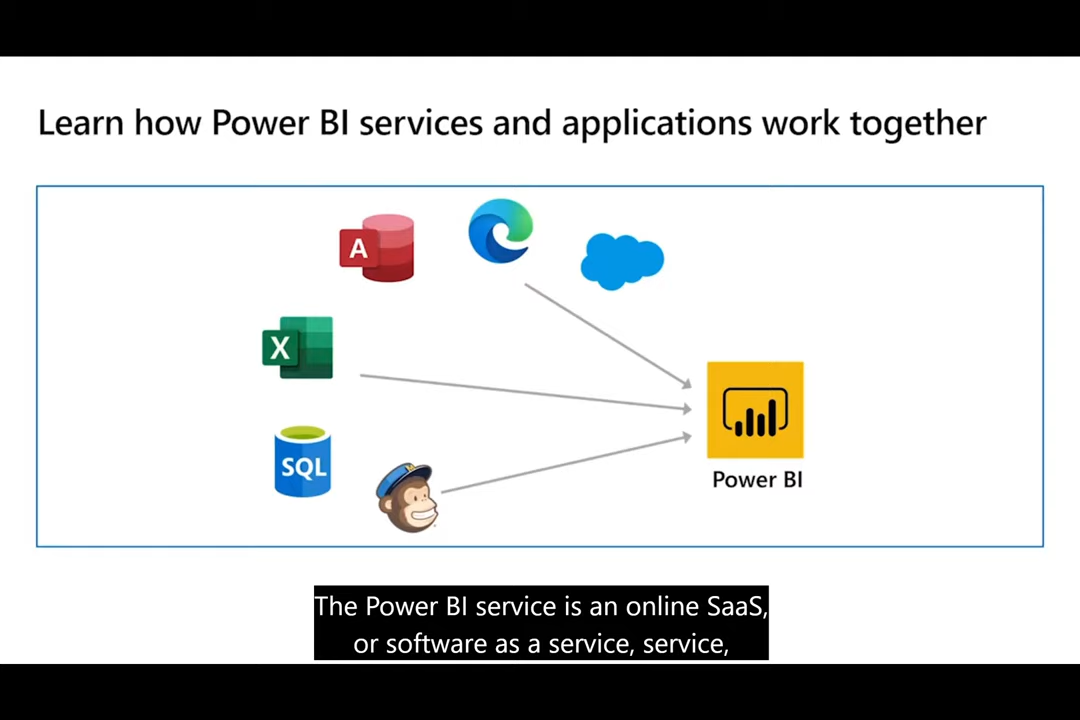 Learn how Power BI services and applications work together
A
X
SQL
Power BI
The Power BI service is an online SaaS,
or software as a service, service,